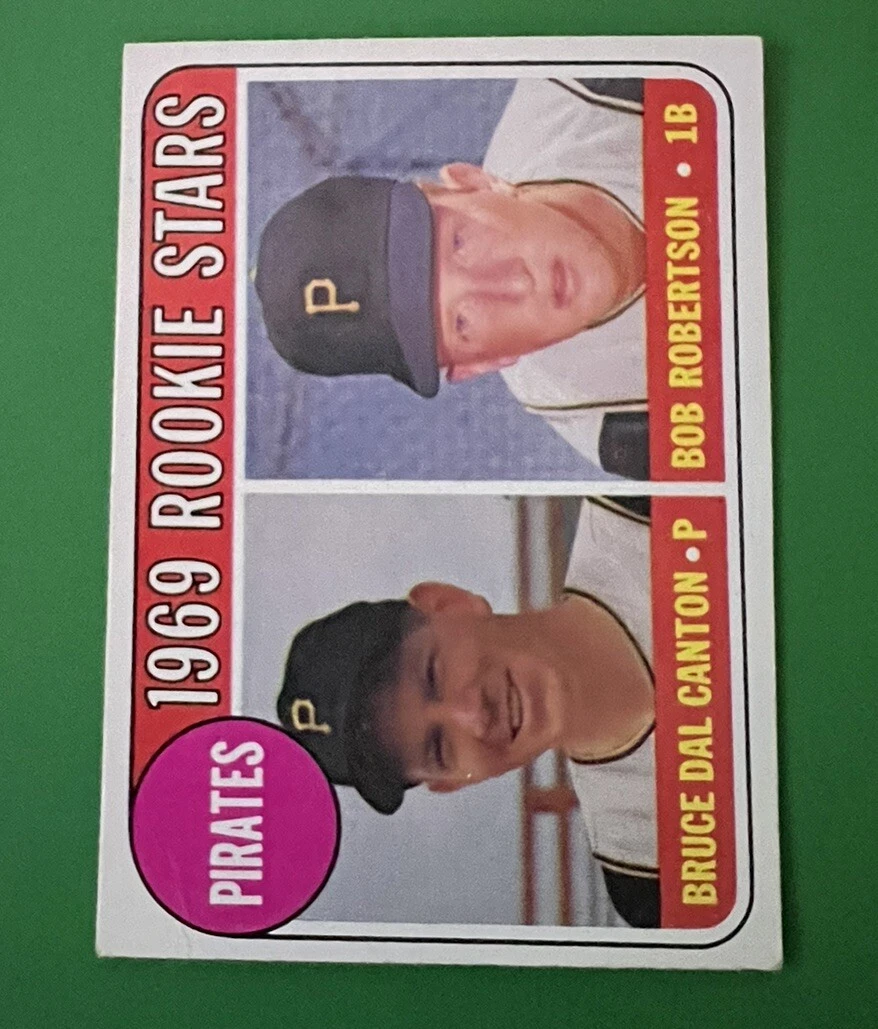 1969 ROOKIE STARS
PIRATES
P
P
BRUCE DAL CANTON • P
BOB ROBERTSON • 1B